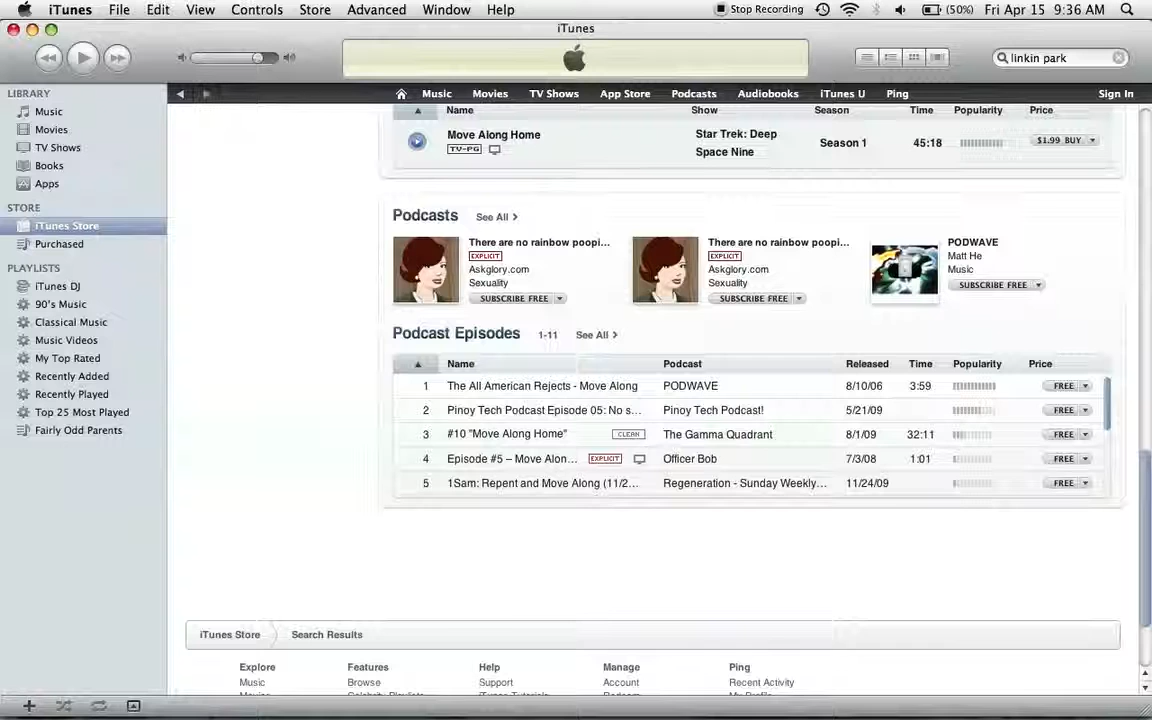 iTunes File Edit View Controls Store Advanced Window Help Stop Recording (50%) Fri Apr 15 9:36 AM
iTunes
linkin park
LIBRARY
Music
Movies
TV Shows
Books
Apps
STORE
iTunes Store
Purchased
PLAYLISTS
iTunes DJ
90's Music
Classical Music
Music Videos
My Top Rated
Recently Added
Recently Played
Top 25 Most Played
Fairly Odd Parents
Music Movies TV Shows App Store Podcasts Audiobooks iTunes U Ping Sign In
Name Show Season Time Popularity Price
Move Along Home Star Trek: Deep Space Nine Season 1 45:18 $1.99 BUY
TV-PG
Podcasts See All >
There are no rainbow poopi...
EXPLICIT
Askglory.com
Sexuality
SUBSCRIBE FREE
There are no rainbow poopi...
EXPLICIT
Askglory.com
Sexuality
SUBSCRIBE FREE
PODWAVE
Matt He
Music
SUBSCRIBE FREE
Podcast Episodes 1-11 See All >
Name Podcast Released Time Popularity Price
1 The All American Rejects - Move Along PODWAVE 8/10/06 3:59 FREE
2 Pinoy Tech Podcast Episode 05: No s... Pinoy Tech Podcast! 5/21/09 FREE
3 #10 "Move Along Home" CLEAN The Gamma Quadrant 8/1/09 32:11 FREE
4 Episode #5 – Move Alon... EXPLICIT Officer Bob 7/3/08 1:01 FREE
5 1Sam: Repent and Move Along (11/2... Regeneration - Sunday Weekly... 11/24/09 FREE
iTunes Store Search Results
Explore Features Help Manage Ping
Music Browse Support Account Recent Activity